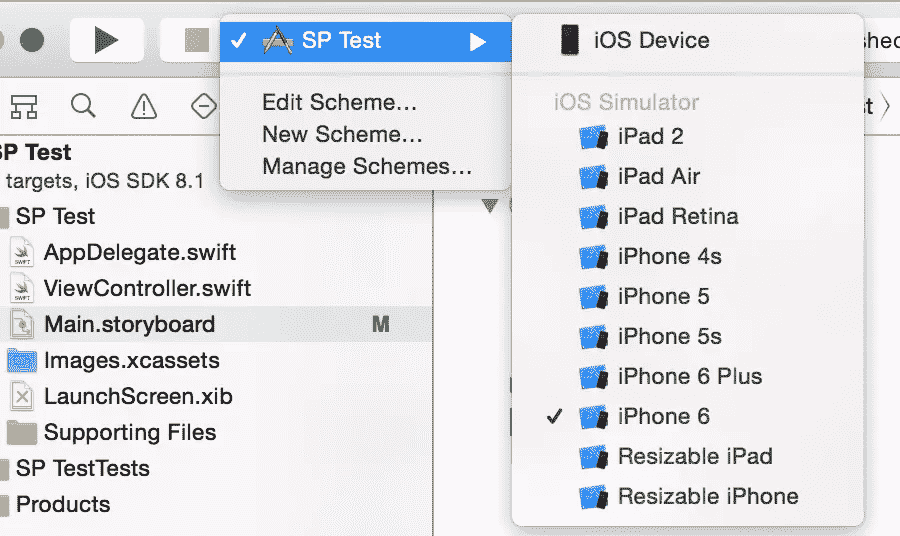 SP Test
Edit Scheme...
New Scheme...
Manage Schemes...
iOS Device
iOS Simulator
iPad 2
iPad Air
iPad Retina
iPhone 4s
iPhone 5
iPhone 5s
iPhone 6 Plus
iPhone 6
Resizable iPad
Resizable iPhone
SP Test
targets, iOS SDK 8.1
SP Test
AppDelegate.swift
ViewController.swift
Main.storyboard M
Images.xcassets
LaunchScreen.xib
Supporting Files
SP TestTests
Products